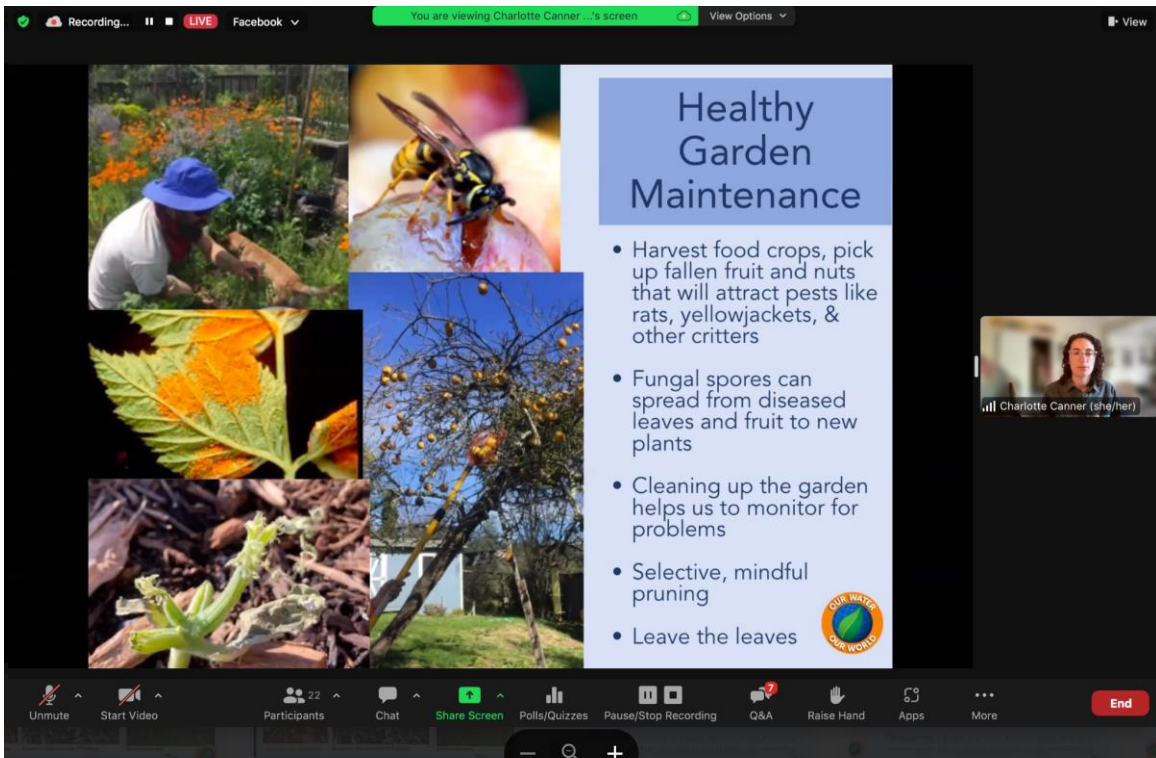 Recording...
LIVE
Facebook
You are viewing Charlotte Canner ...'s screen
View Options
View
Healthy
Garden
Maintenance
• Harvest food crops, pick
up fallen fruit and nuts
that will attract pests like
rats, yellowjackets, &
other critters
• Fungal spores can
spread from diseased
leaves and fruit to new
plants
• Cleaning up the garden
helps us to monitor for
problems
• Selective, mindful
pruning
• Leave the leaves
OUR WATER
OUR WORLD
Charlotte Canner (she/her)
Unmute
Start Video
22
Participants
Chat
Share Screen
Polls/Quizzes
Pause/Stop Recording
7
Q&A
Raise Hand
Apps
More
End